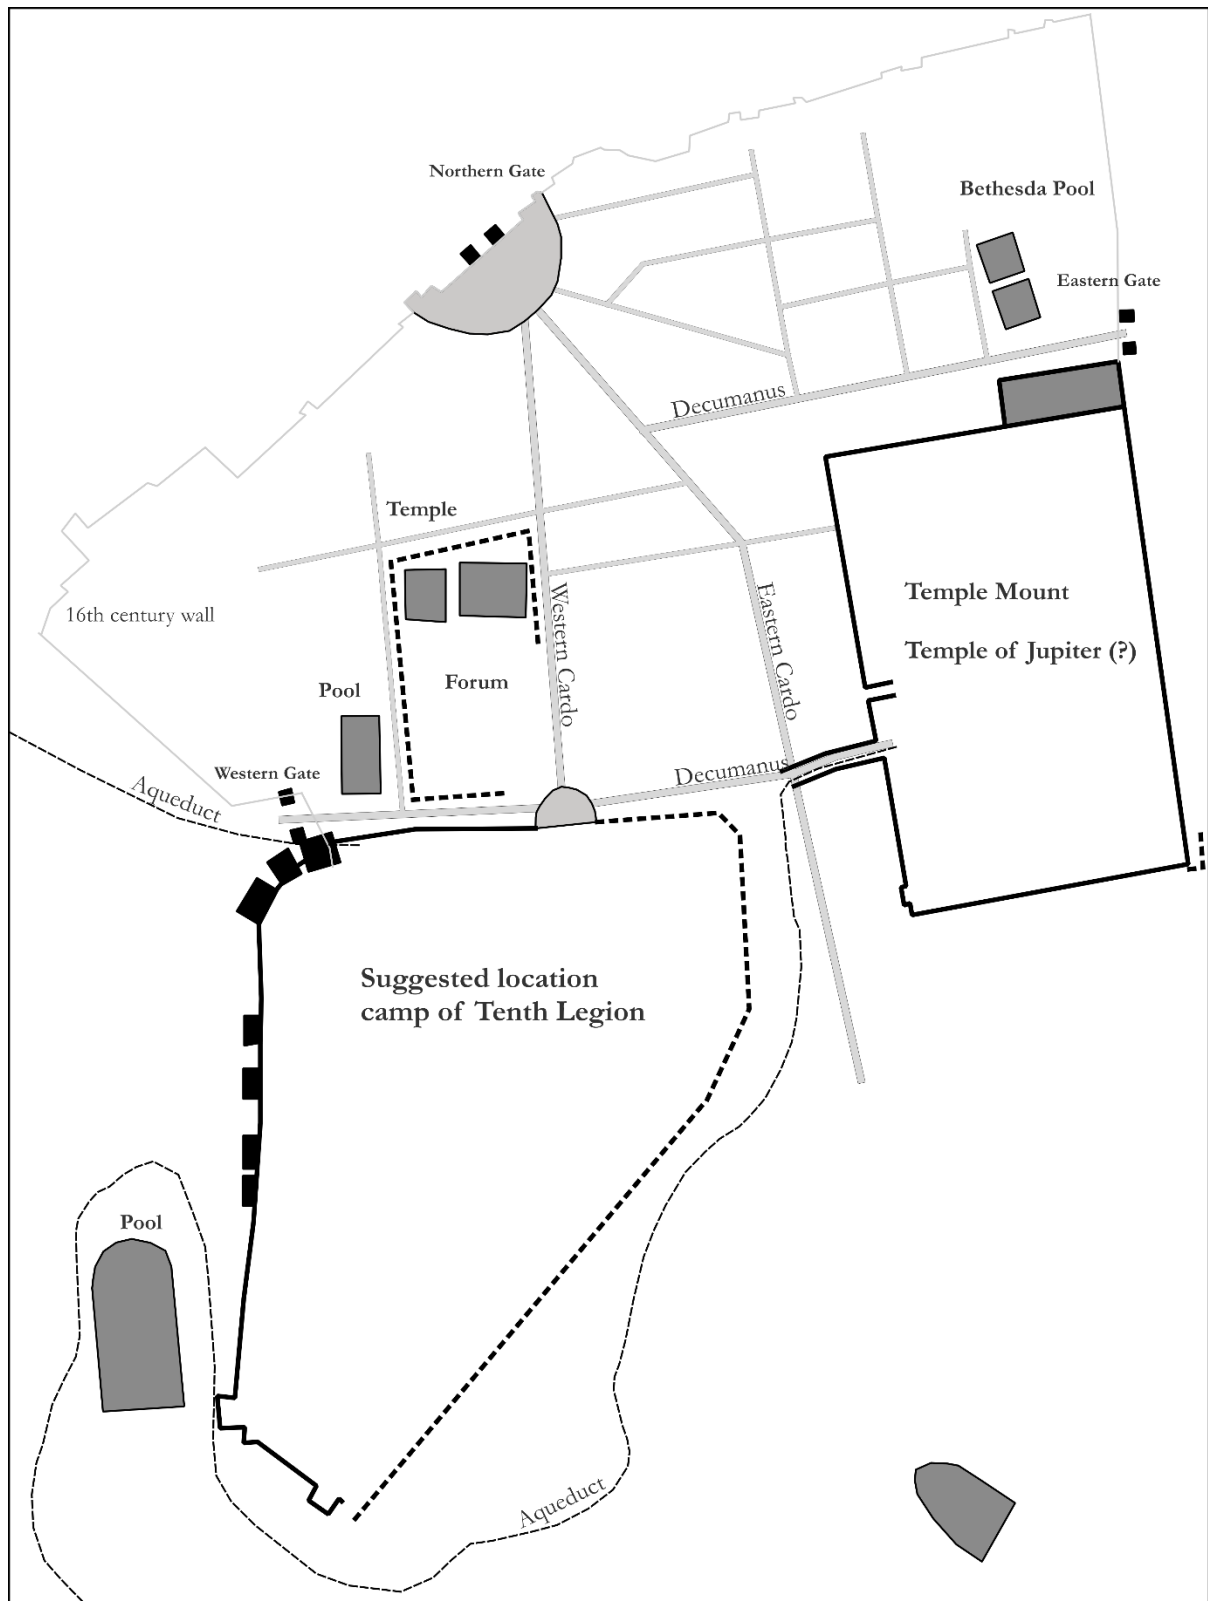 Northern Gate
Bethesda Pool
Eastern Gate
Decumanus
Temple
Western Cardo
Eastern Cardo
Temple Mount
Temple of Jupiter (?)
16th century wall
Forum
Pool
Western Gate
Aqueduct
Decumanus
Suggested location
camp of Tenth Legion
Pool
Aqueduct